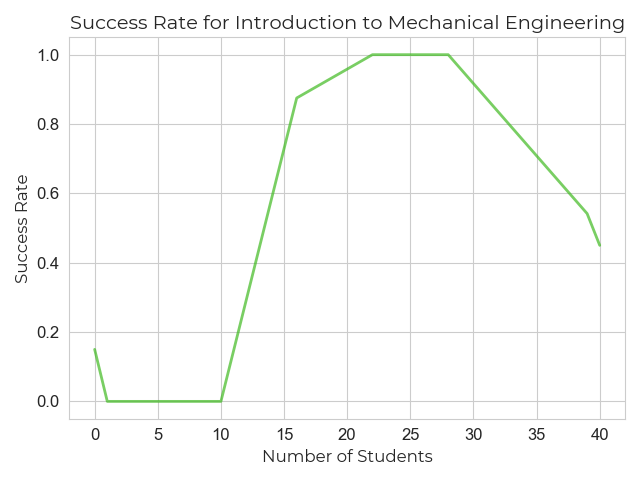 Success Rate for Introduction to Mechanical Engineering
1.0
0.8
0.6
0.4
0.2
0.0
Success Rate
0 5 10 15 20 25 30 35 40
Number of Students